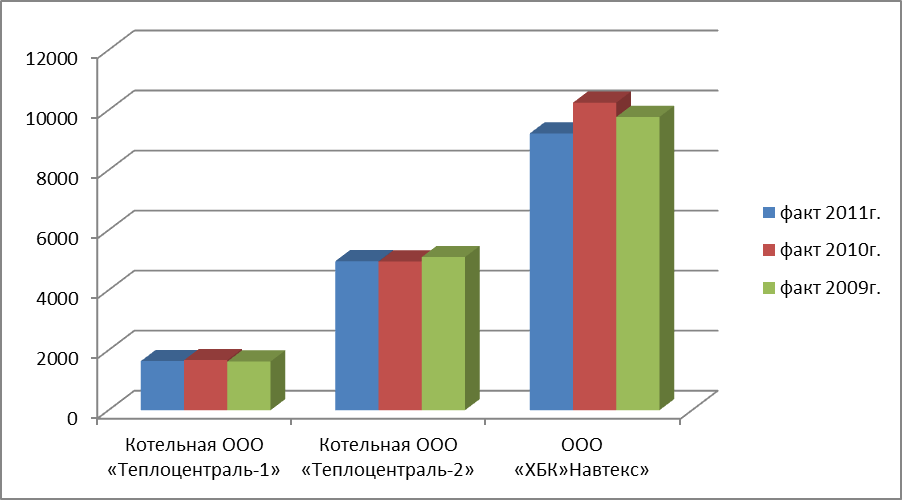 12000
10000
8000
6000
4000
2000
0
Котельная ООО
«Теплоцентраль-1»
Котельная ООО
«Теплоцентраль-2»
ООО
«ХБК»Навтекс»
факт 2011г.
факт 2010г.
факт 2009г.